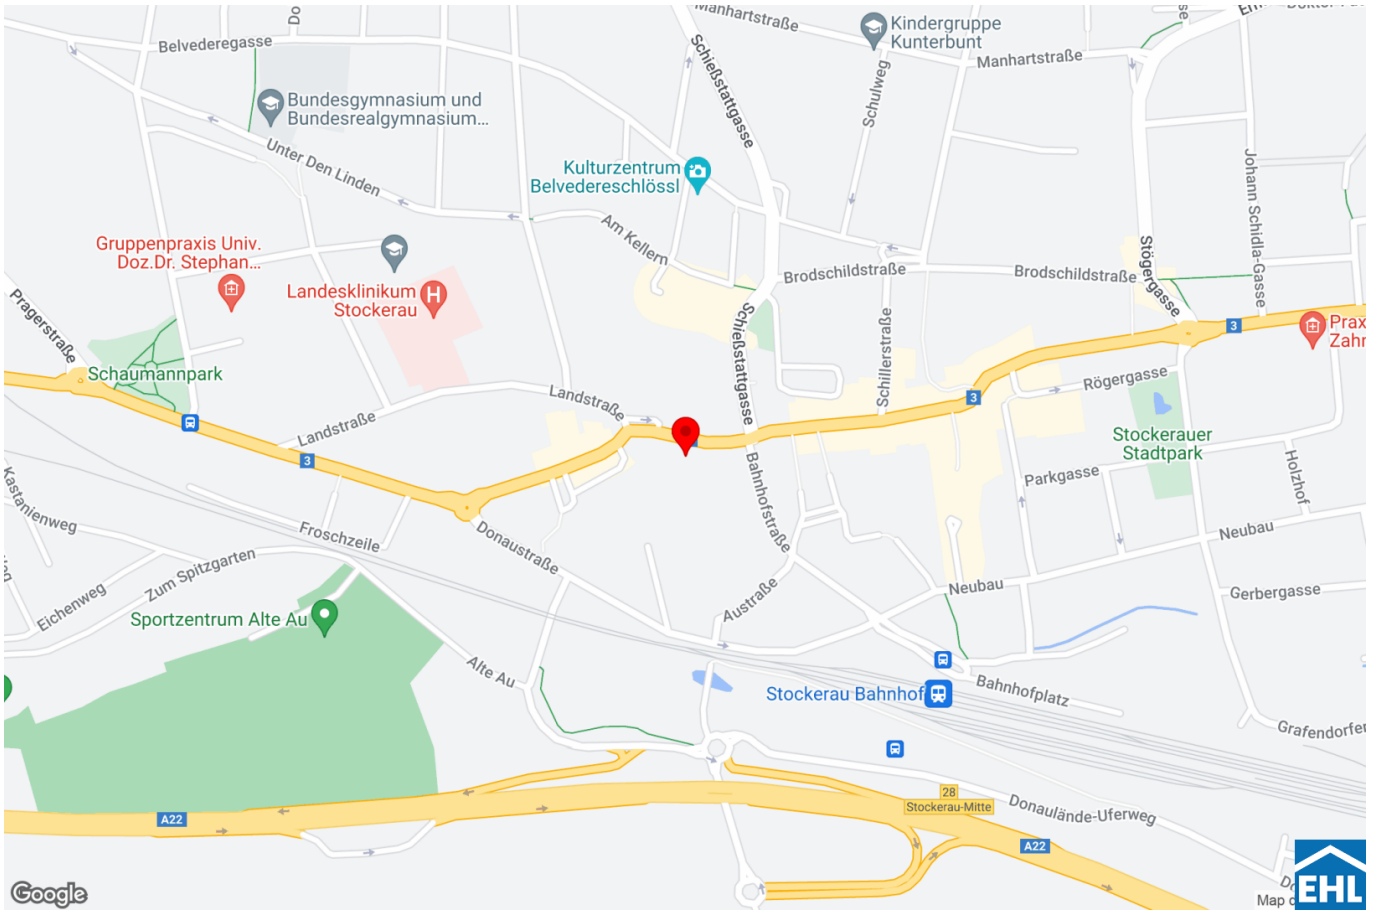 Manhartstraße
Kindergruppe
Kunterbunt
Manhartstraße
Belvederegasse
Do
Schießstattgasse
Schulweg
Bundesgymnasium und
Bundesrealgymnasium...
Unter Den Linden
Kulturzentrum
Belvedereschlössl
Am Kellern
Johann Schidla-Gasse
Stögergasse
Gruppenpraxis Univ.
Doz.Dr. Stephan...
Brodschildstraße
Brodschildstraße
Landesklinikum
Stockerau
H
Pragerstraße
Schießstattgasse
Schillerstraße
3
Prax
Zahr
Schaumannpark
Rögergasse
Landstraße
Landstraße
3
Stockerauer
Stadtpark
3
Parkgasse
Holzhof
Kastanienweg
Bahnhofstraße
Froschzeile
Donaustraße
Neubau
Zum Spitzgarten
Eichenweg
Austraße
Neubau
Gerbergasse
Sportzentrum Alte Au
Alte Au
Stockerau Bahnhof
Bahnhofplatz
Grafendorfer
28
Stockerau-Mitte
Donaulände-Uferweg
A22
A22
Google
Map
EHL